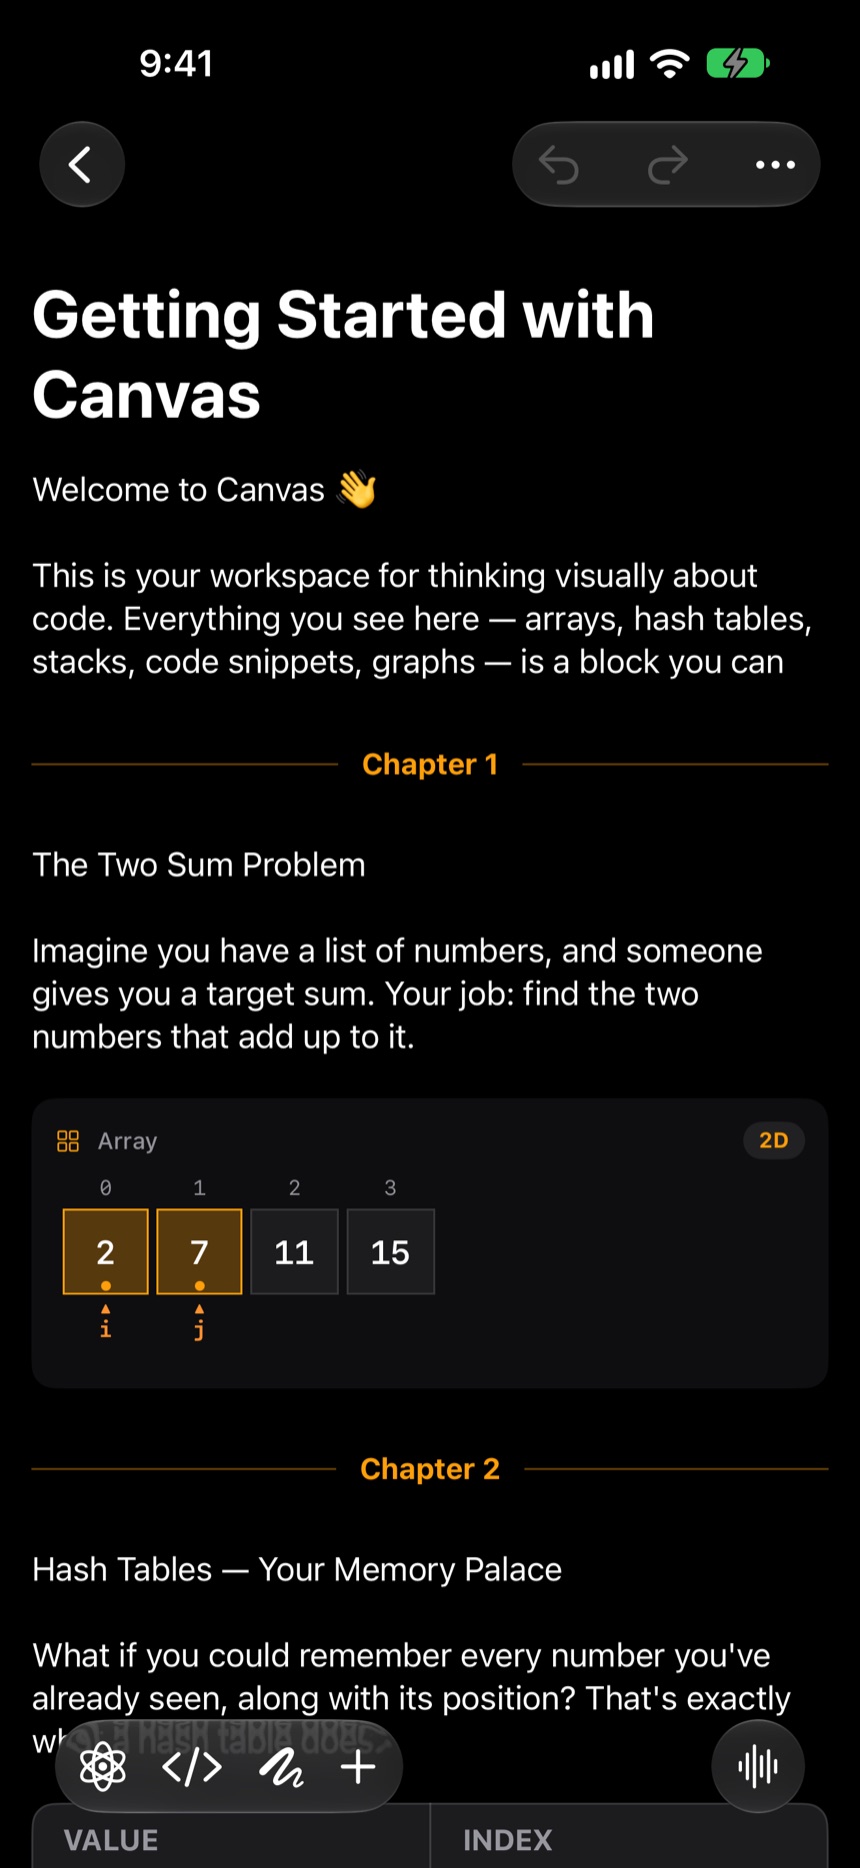 9:41
Getting Started with
Canvas
Welcome to Canvas 👋
This is your workspace for thinking visually about
code. Everything you see here — arrays, hash tables,
stacks, code snippets, graphs — is a block you can
Chapter 1
The Two Sum Problem
Imagine you have a list of numbers, and someone
gives you a target sum. Your job: find the two
numbers that add up to it.
Array 2D
0 1 2 3
2 7 11 15
i j
Chapter 2
Hash Tables — Your Memory Palace
What if you could remember every number you've
already seen, along with its position? That's exactly
what a hash table does.
VALUE INDEX